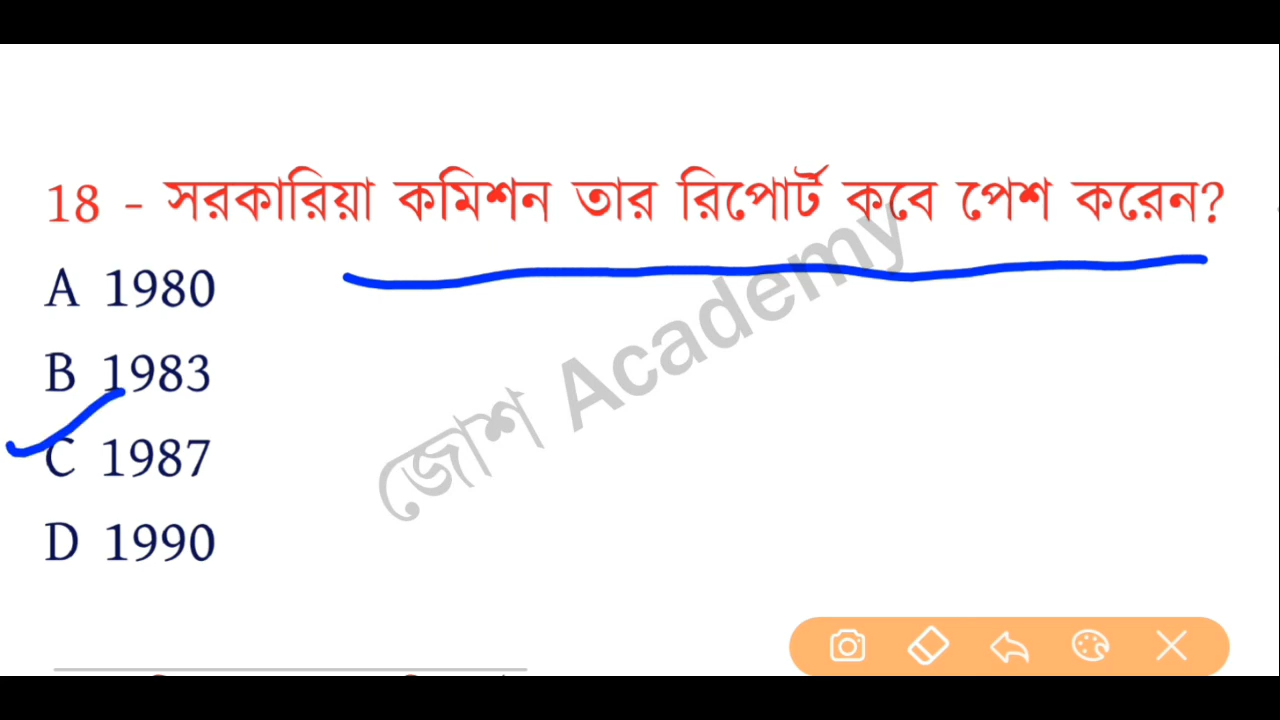 18 - সরকারিয়া কমিশন তার রিপোর্ট কবে পেশ করেন?
A 1980
B 1983
C 1987
D 1990
জোশ Academy